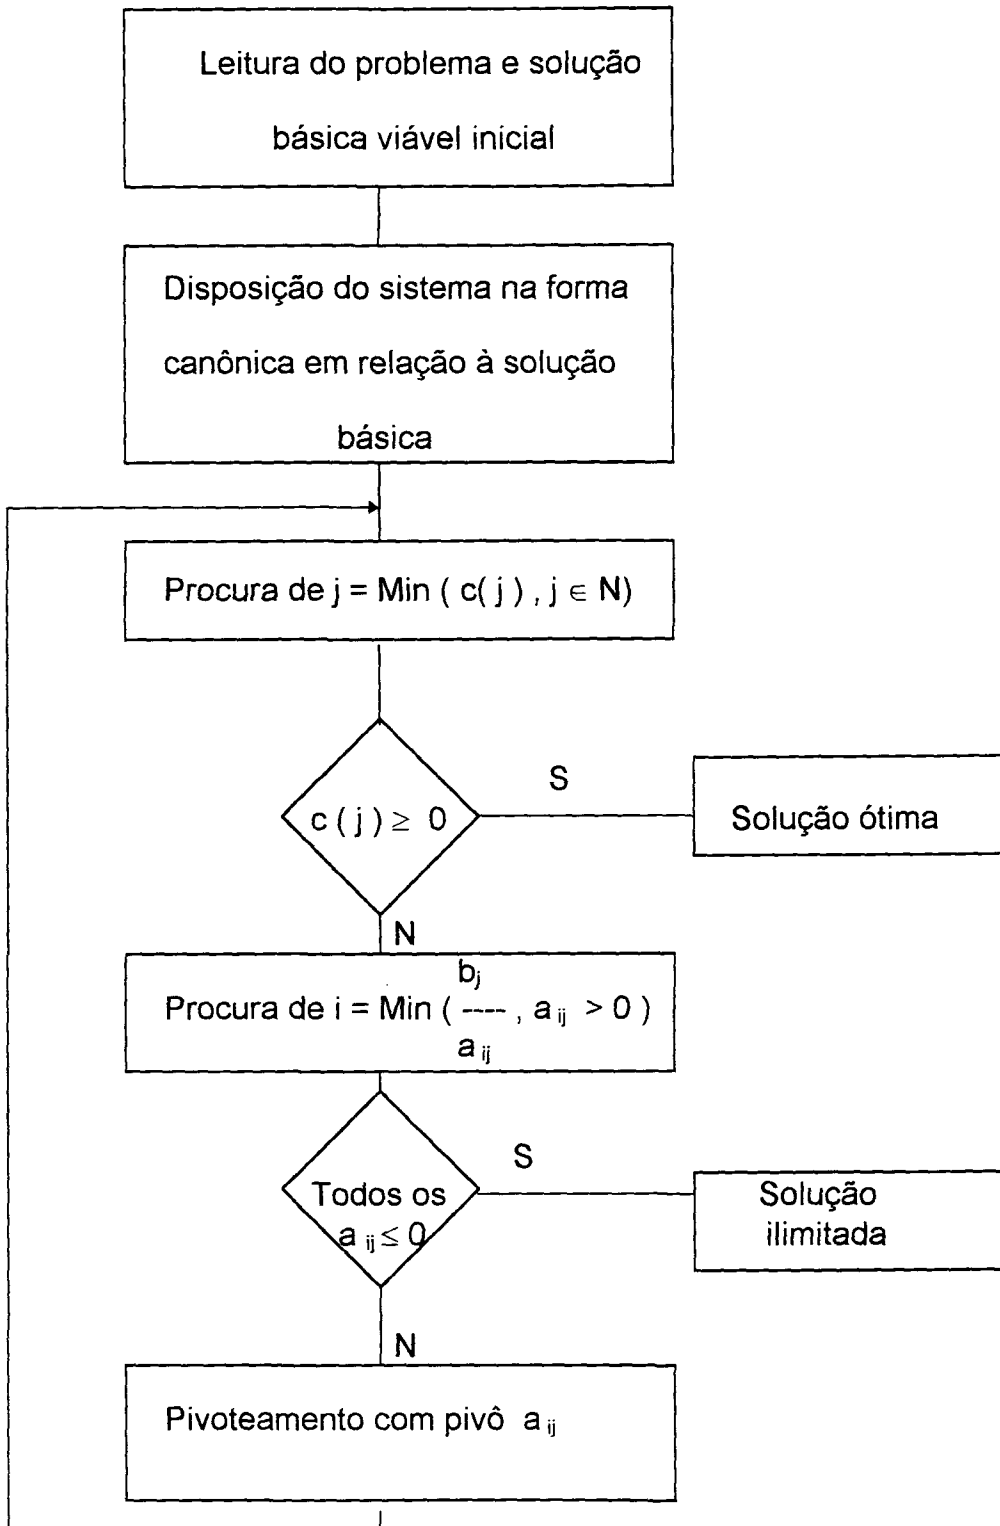 Leitura do problema e solução
básica viável inicial
Disposição do sistema na forma
canônica em relação à solução
básica
Procura de j = Min ( c( j ) , j ∈ N)
c ( j ) ≥ 0
S
Solução ótima
N
b j
Procura de i = Min ( ---- , a ij > 0 )
a ij
Todos os
a ij ≤ 0
S
Solução
ilimitada
N
Pivoteamento com pivô a ij